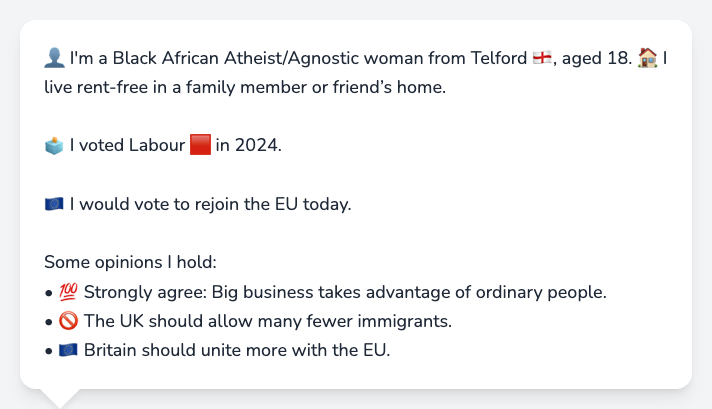 👤 I'm a Black African Atheist/Agnostic woman from Telford 🏴󠁧󠁢󠁥󠁮󠁧󠁿, aged 18. 🏠 I
live rent-free in a family member or friend’s home.
🗳️ I voted Labour 🟥 in 2024.
🇪🇺 I would vote to rejoin the EU today.
Some opinions I hold:
• 💯 Strongly agree: Big business takes advantage of ordinary people.
• 🚫 The UK should allow many fewer immigrants.
• 🇪🇺 Britain should unite more with the EU.